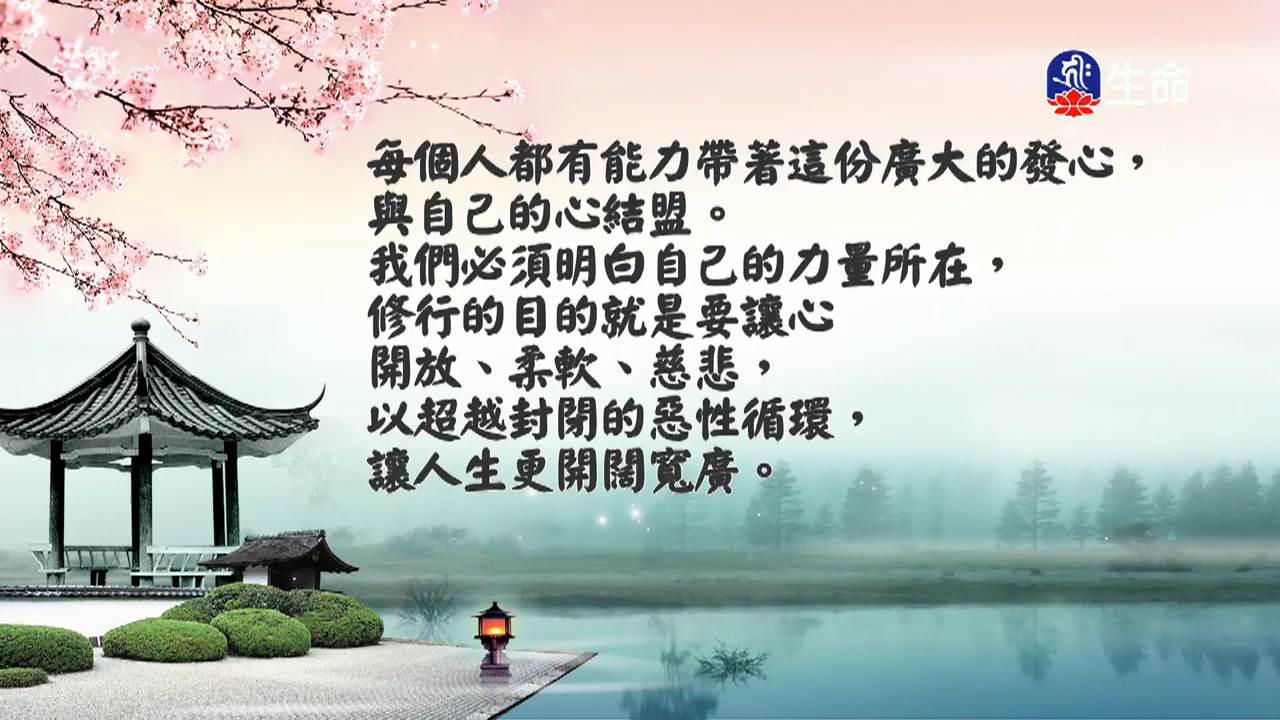 生命
每個人都有能力帶著這份廣大的發心，
與自己的心結盟。
我們必須明白自己的力量所在，
修行的目的就是要讓心
開放、柔軟、慈悲，
以超越封閉的惡性循環，
讓人生更開闊寬廣。